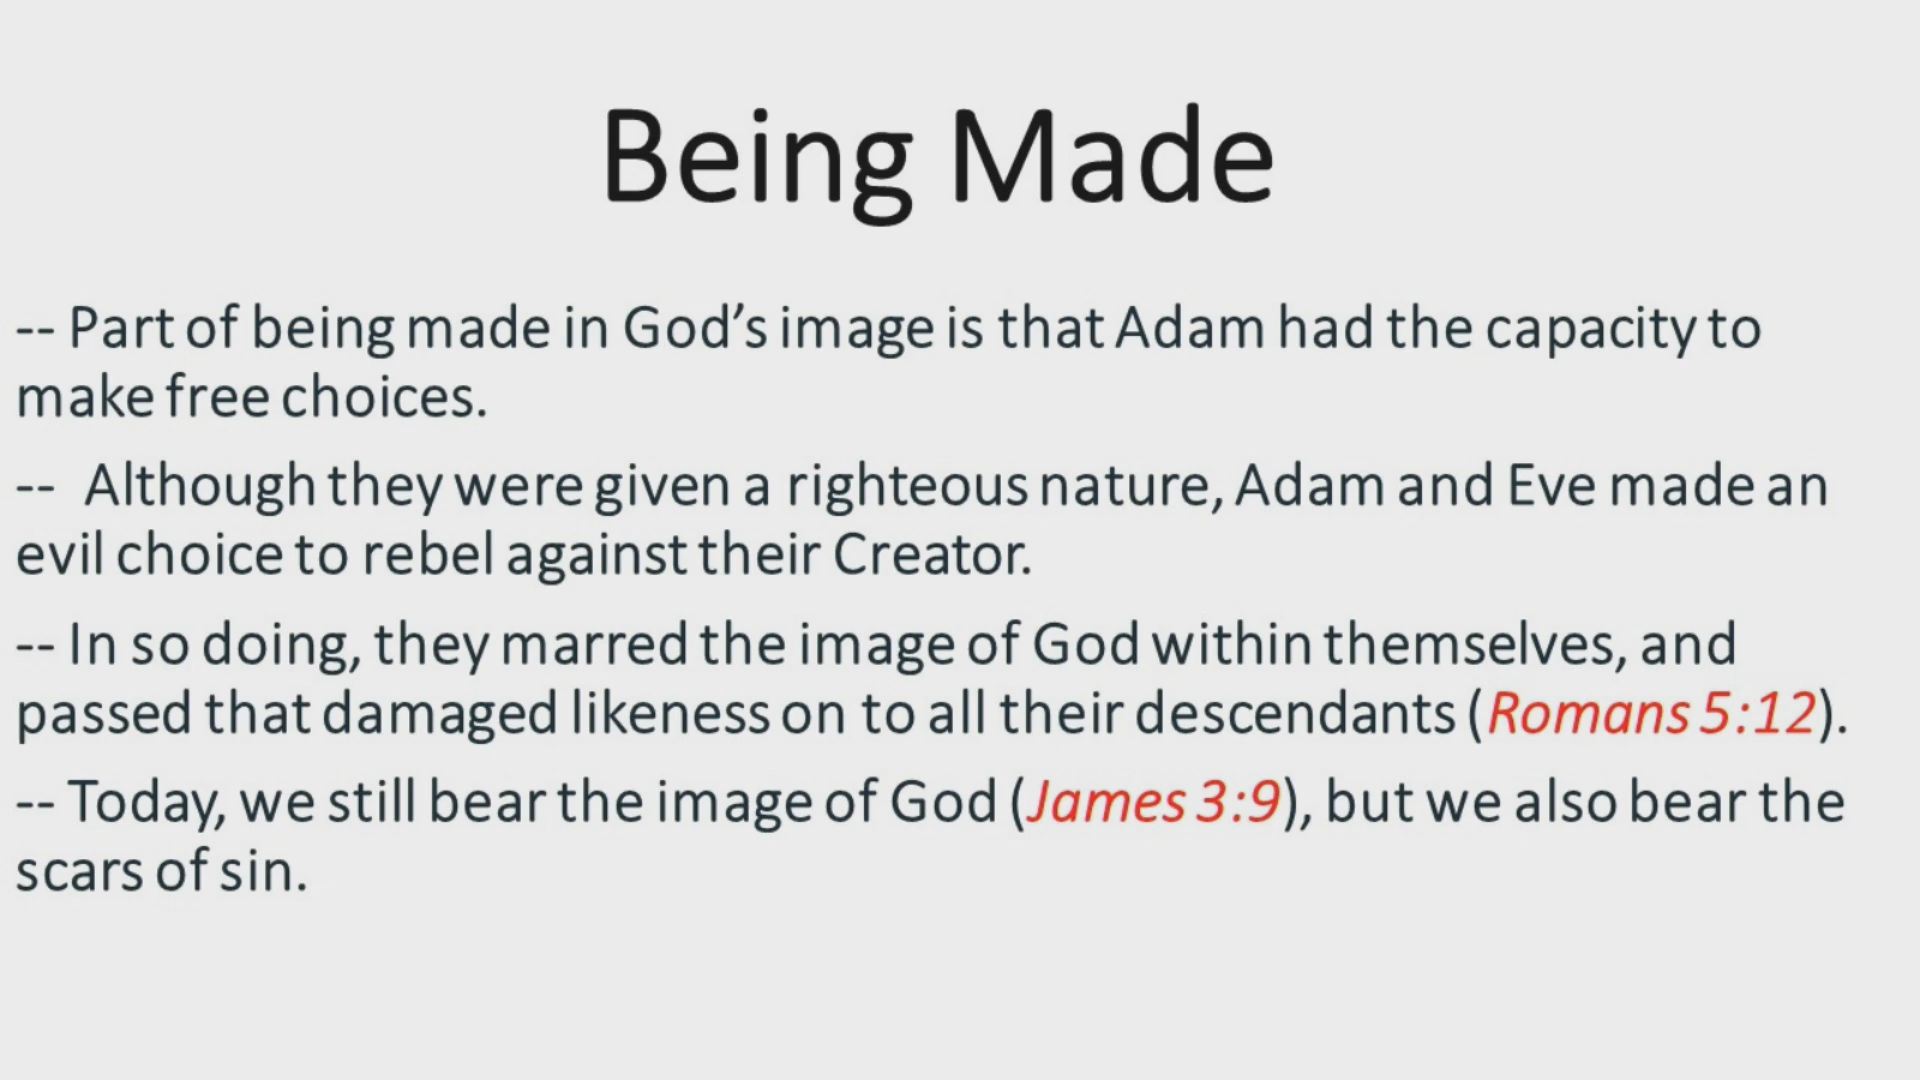 Being Made
-- Part of being made in God’s image is that Adam had the capacity to
make free choices.
-- Although they were given a righteous nature, Adam and Eve made an
evil choice to rebel against their Creator.
-- In so doing, they marred the image of God within themselves, and
passed that damaged likeness on to all their descendants (Romans 5:12).
-- Today, we still bear the image of God (James 3:9), but we also bear the
scars of sin.